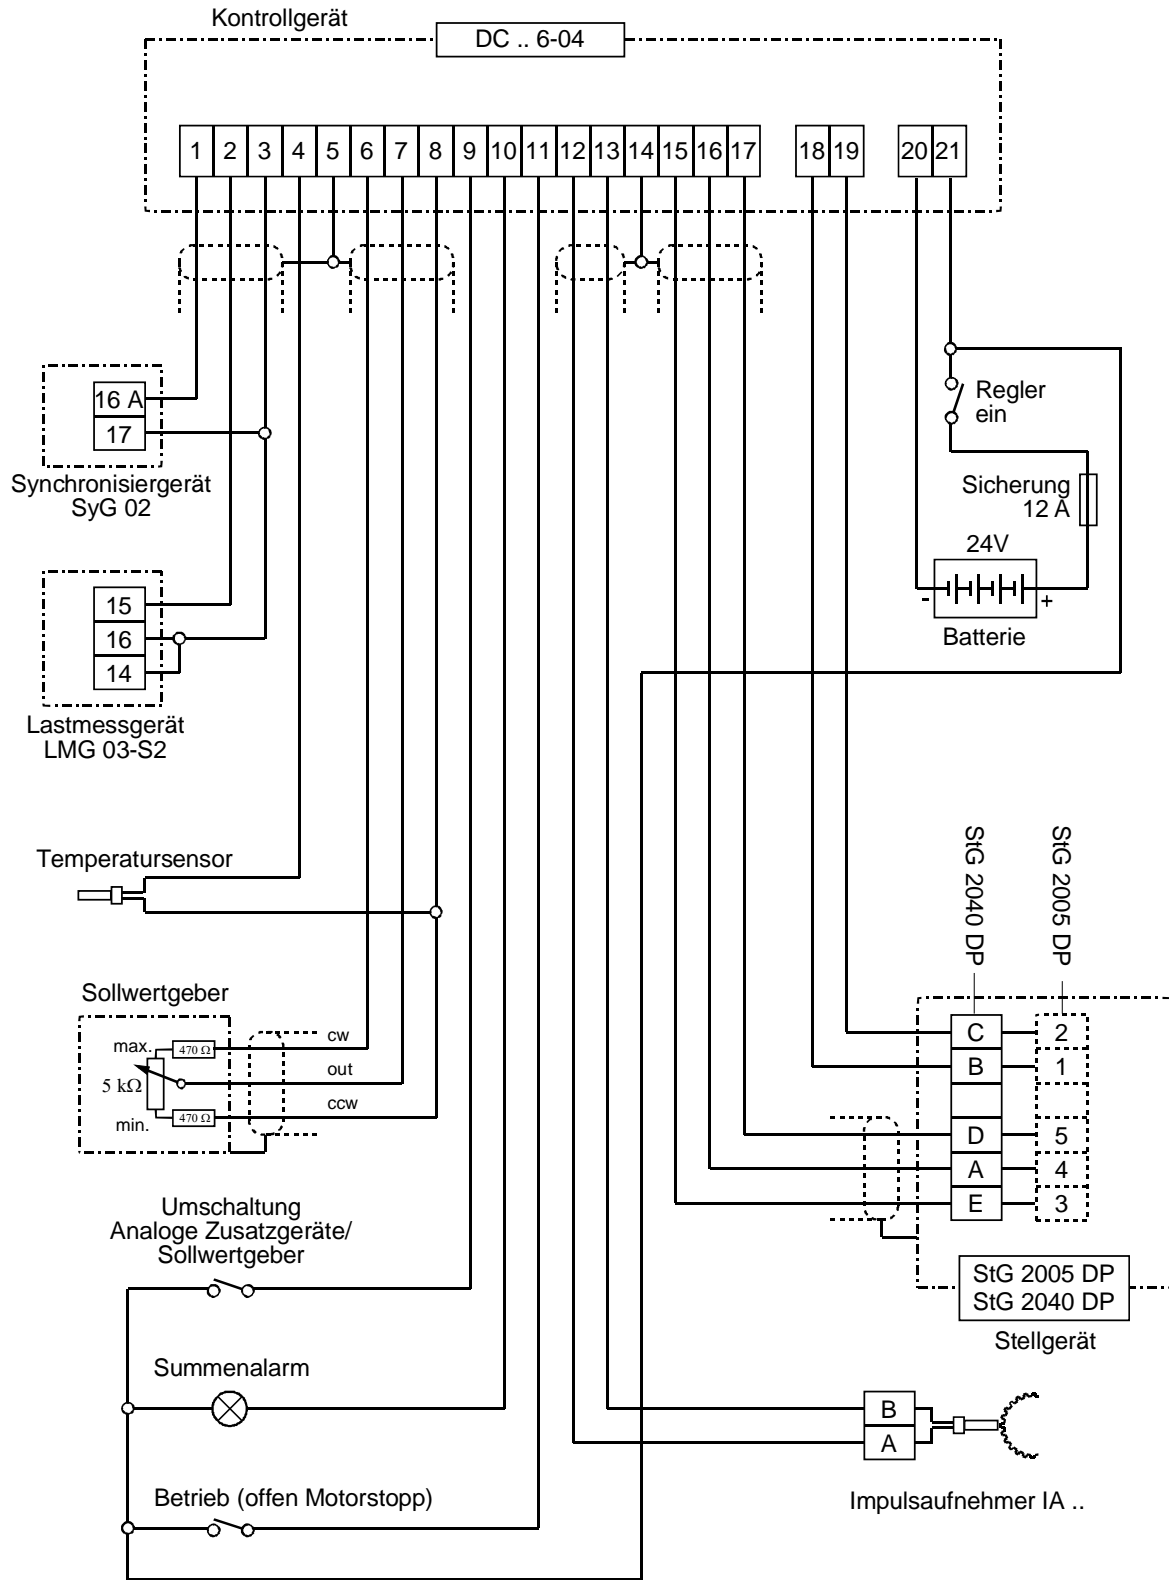 Kontrollgerät
DC .. 6-04
1 2 3 4 5 6 7 8 9 10 11 12 13 14 15 16 17 18 19 20 21
Regler
ein
16 A
17
Synchronisiergerät
SyG 02
Sicherung
12 A
24V
- +
Batterie
15
16
14
Lastmessgerät
LMG 03-S2
Temperatursensor
StG 2040 DP
StG 2005 DP
Sollwertgeber
max.
470 Ω
5 kΩ
470 Ω
min.
cw
out
ccw
C 2
B 1
D 5
A 4
E 3
Umschaltung
Analoge Zusatzgeräte/
Sollwertgeber
StG 2005 DP
StG 2040 DP
Stellgerät
Summenalarm
B
A
Betrieb (offen Motorstopp)
Impulsaufnehmer IA ..